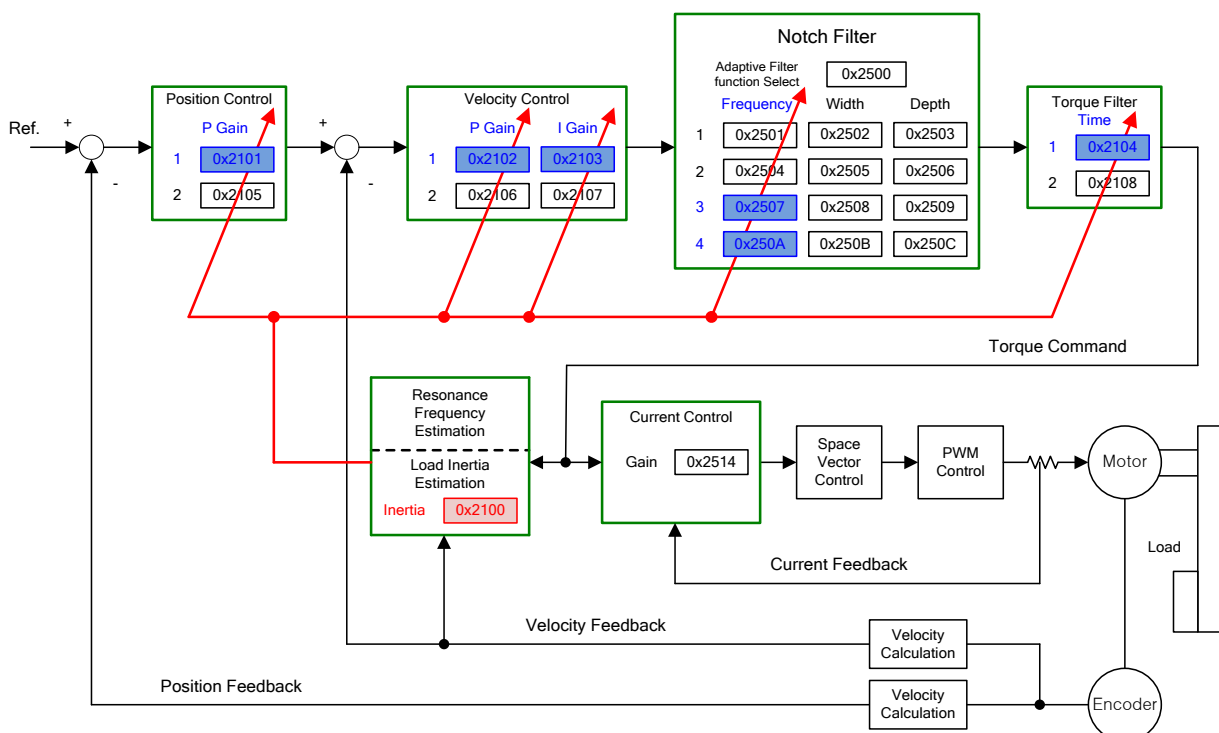 Notch Filter
Adaptive Filter
function Select
0x2500
Frequency Width Depth
1 0x2501 0x2502 0x2503
2 0x2504 0x2505 0x2506
3 0x2507 0x2508 0x2509
4 0x250A 0x250B 0x250C
Ref.
+
-
Position Control
P Gain
1 0x2101
2 0x2105
+
-
Velocity Control
P Gain I Gain
1 0x2102 0x2103
2 0x2106 0x2107
Torque Filter
Time
1 0x2104
2 0x2108
Torque Command
Resonance
Frequency
Estimation
Load Inertia
Estimation
Inertia 0x2100
Current Control
Gain 0x2514
Space
Vector
Control
PWM
Control
Motor
Load
Current Feedback
Velocity Feedback
Velocity
Calculation
Position Feedback
Velocity
Calculation
Encoder